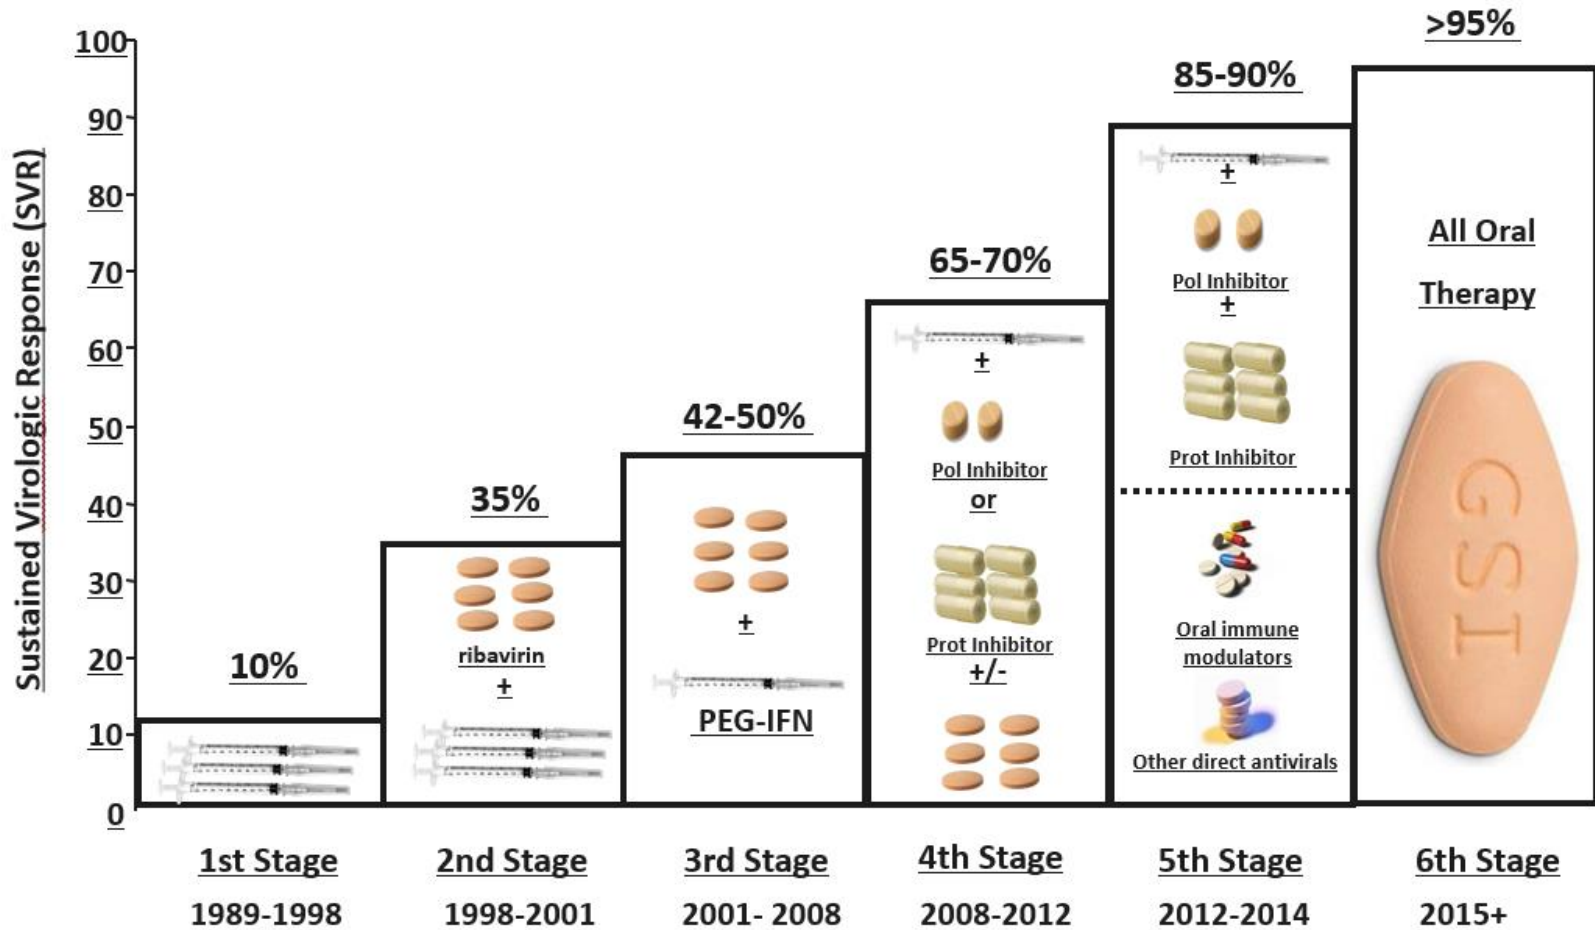 Sustained Virologic Response (SVR)
100
90
80
70
60
50
40
30
20
10
0
10%
35%
ribavirin
+
42-50%
+
PEG-IFN
65-70%
+
Pol Inhibitor
or
Prot Inhibitor
+/-
85-90%
+
Pol Inhibitor
+
Prot Inhibitor
Oral immune
modulators
Other direct antivirals
>95%
All Oral
Therapy
GSI
1st Stage
1989-1998
2nd Stage
1998-2001
3rd Stage
2001- 2008
4th Stage
2008-2012
5th Stage
2012-2014
6th Stage
2015+